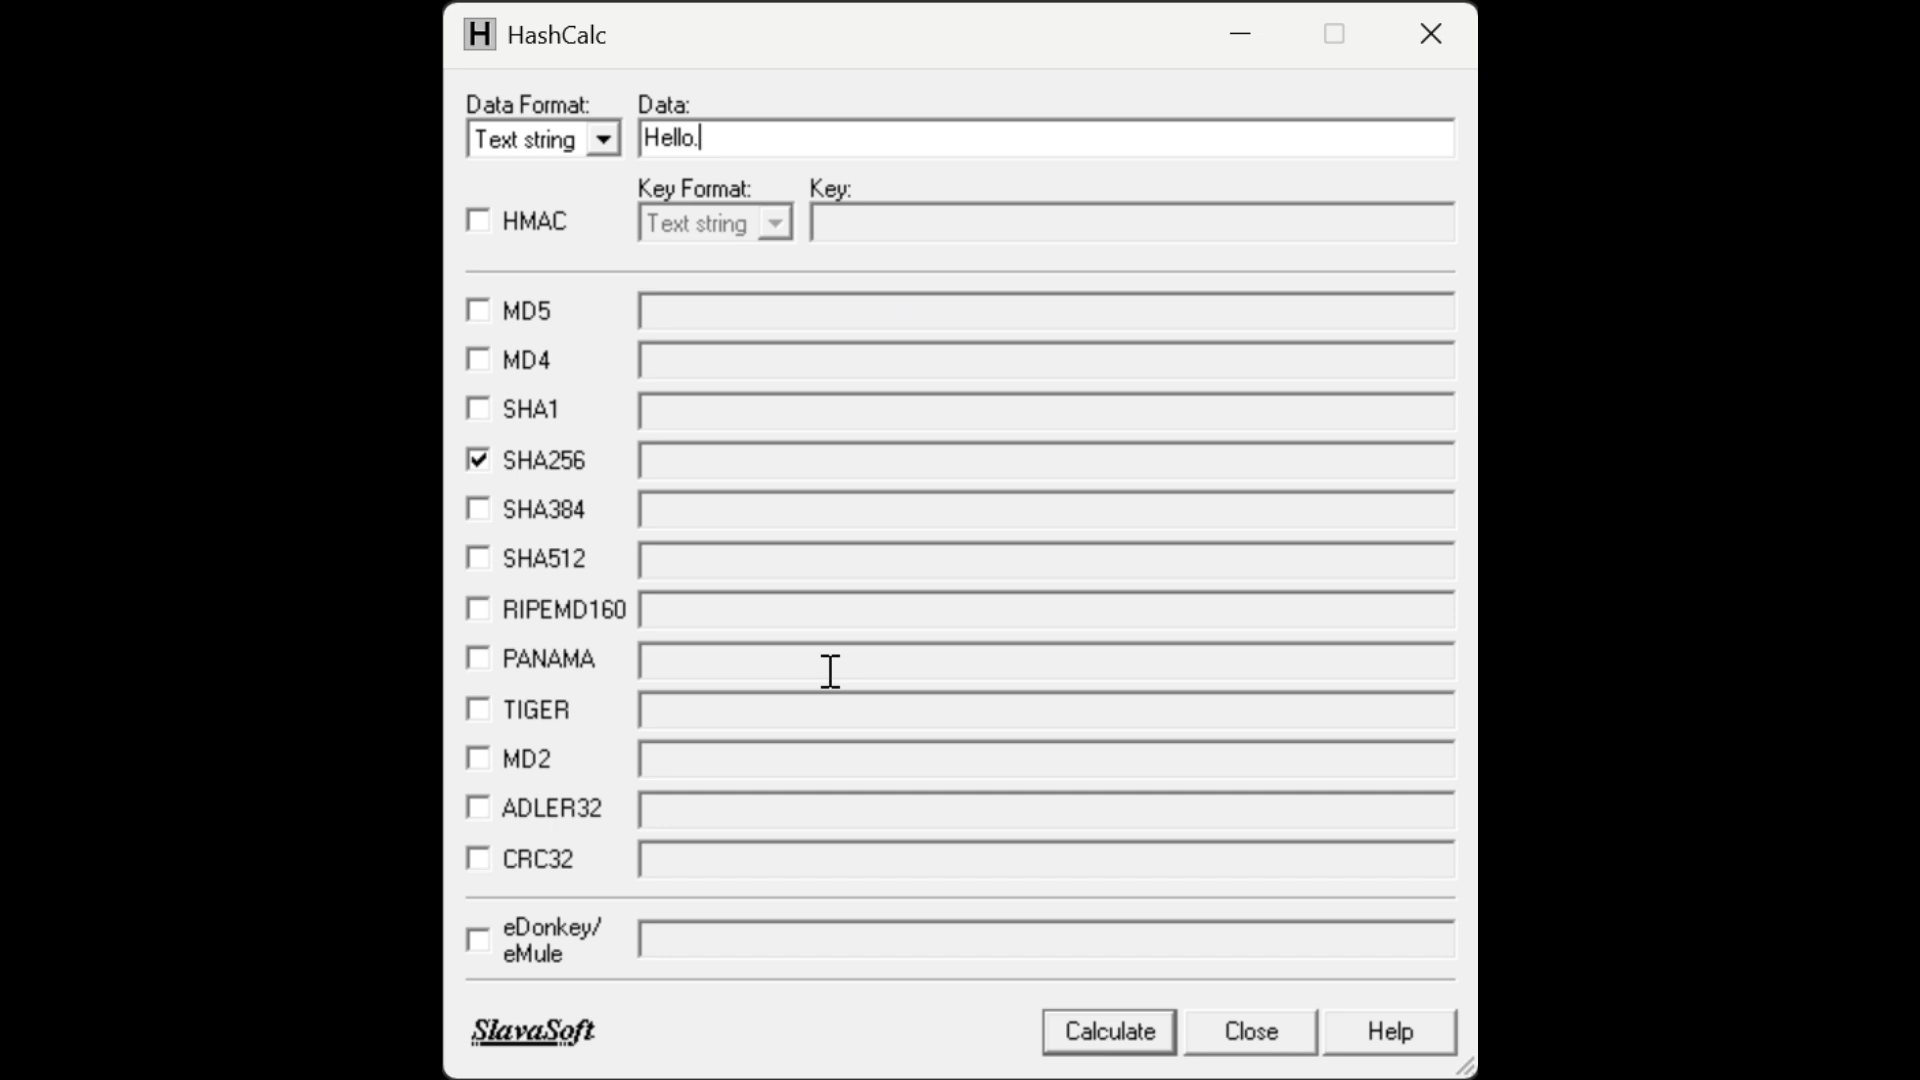 H HashCalc
Data Format: Data:
Text string Hello.
Key Format: Key:
HMAC Text string
MD5
MD4
SHA1
SHA256
SHA384
SHA512
RIPEMD160
PANAMA
TIGER
MD2
ADLER32
CRC32
eDonkey/
eMule
SlavaSoft Calculate Close Help